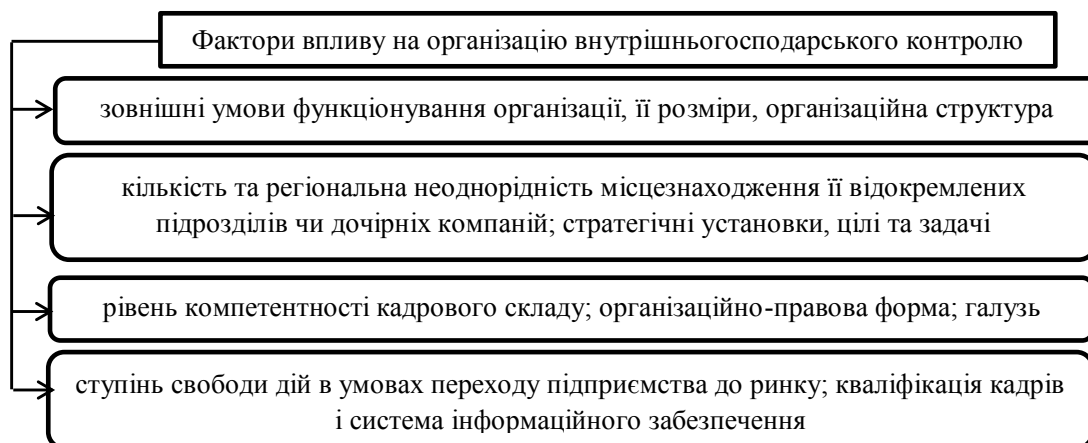 Фактори впливу на організацію внутрішньогосподарського контролю
зовнішні умови функціонування організації, її розміри, організаційна структура
кількість та регіональна неоднорідність місцезнаходження її відокремлених
підрозділів чи дочірніх компаній; стратегічні установки, цілі та задачі
рівень компетентності кадрового складу; організаційно-правова форма; галузь
ступінь свободи дій в умовах переходу підприємства до ринку; кваліфікація кадрів
і система інформаційного забезпечення